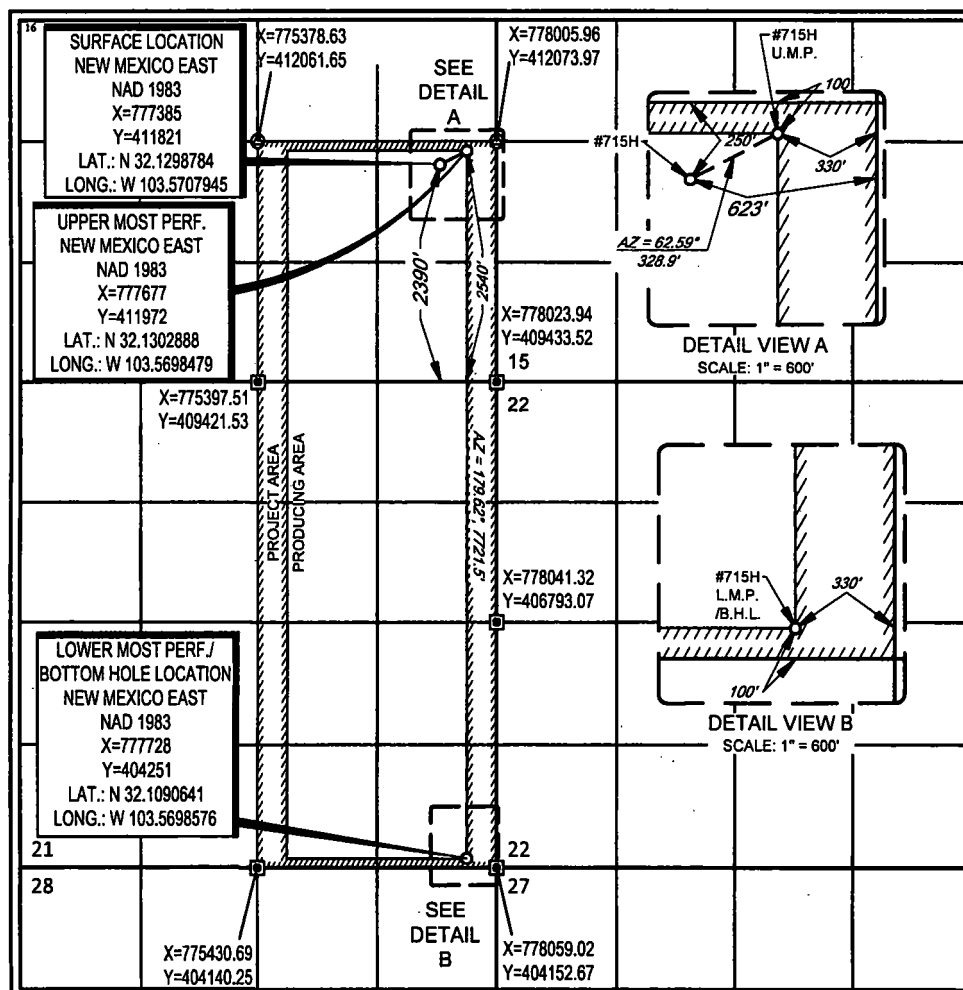 16
SURFACE LOCATION
NEW MEXICO EAST
NAD 1983
X=777385
Y=411821
LAT.: N 32.1298784
LONG.: W 103.5707945
X=775378.63
Y=412061.65
SEE
DETAIL
A
X=778005.96
Y=412073.97
#715H
U.M.P.
100'
250'
#715H
330'
623'
AZ = 62.59°
328.9'
DETAIL VIEW A
SCALE: 1" = 600'
UPPER MOST PERF.
NEW MEXICO EAST
NAD 1983
X=777677
Y=411972
LAT.: N 32.1302888
LONG.: W 103.5698479
2390'
2540'
X=778023.94
Y=409433.52
15
22
X=775397.51
Y=409421.53
PROJECT AREA
PRODUCING AREA
AZ = 179.62°, 7721.5'
X=778041.32
Y=406793.07
#715H
L.M.P.
/B.H.L.
330'
100'
DETAIL VIEW B
SCALE: 1" = 600'
LOWER MOST PERF./
BOTTOM HOLE LOCATION
NEW MEXICO EAST
NAD 1983
X=777728
Y=404251
LAT.: N 32.1090641
LONG.: W 103.5698576
21
28
22
27
SEE
DETAIL
B
X=775430.69
Y=404140.25
X=778059.02
Y=404152.67